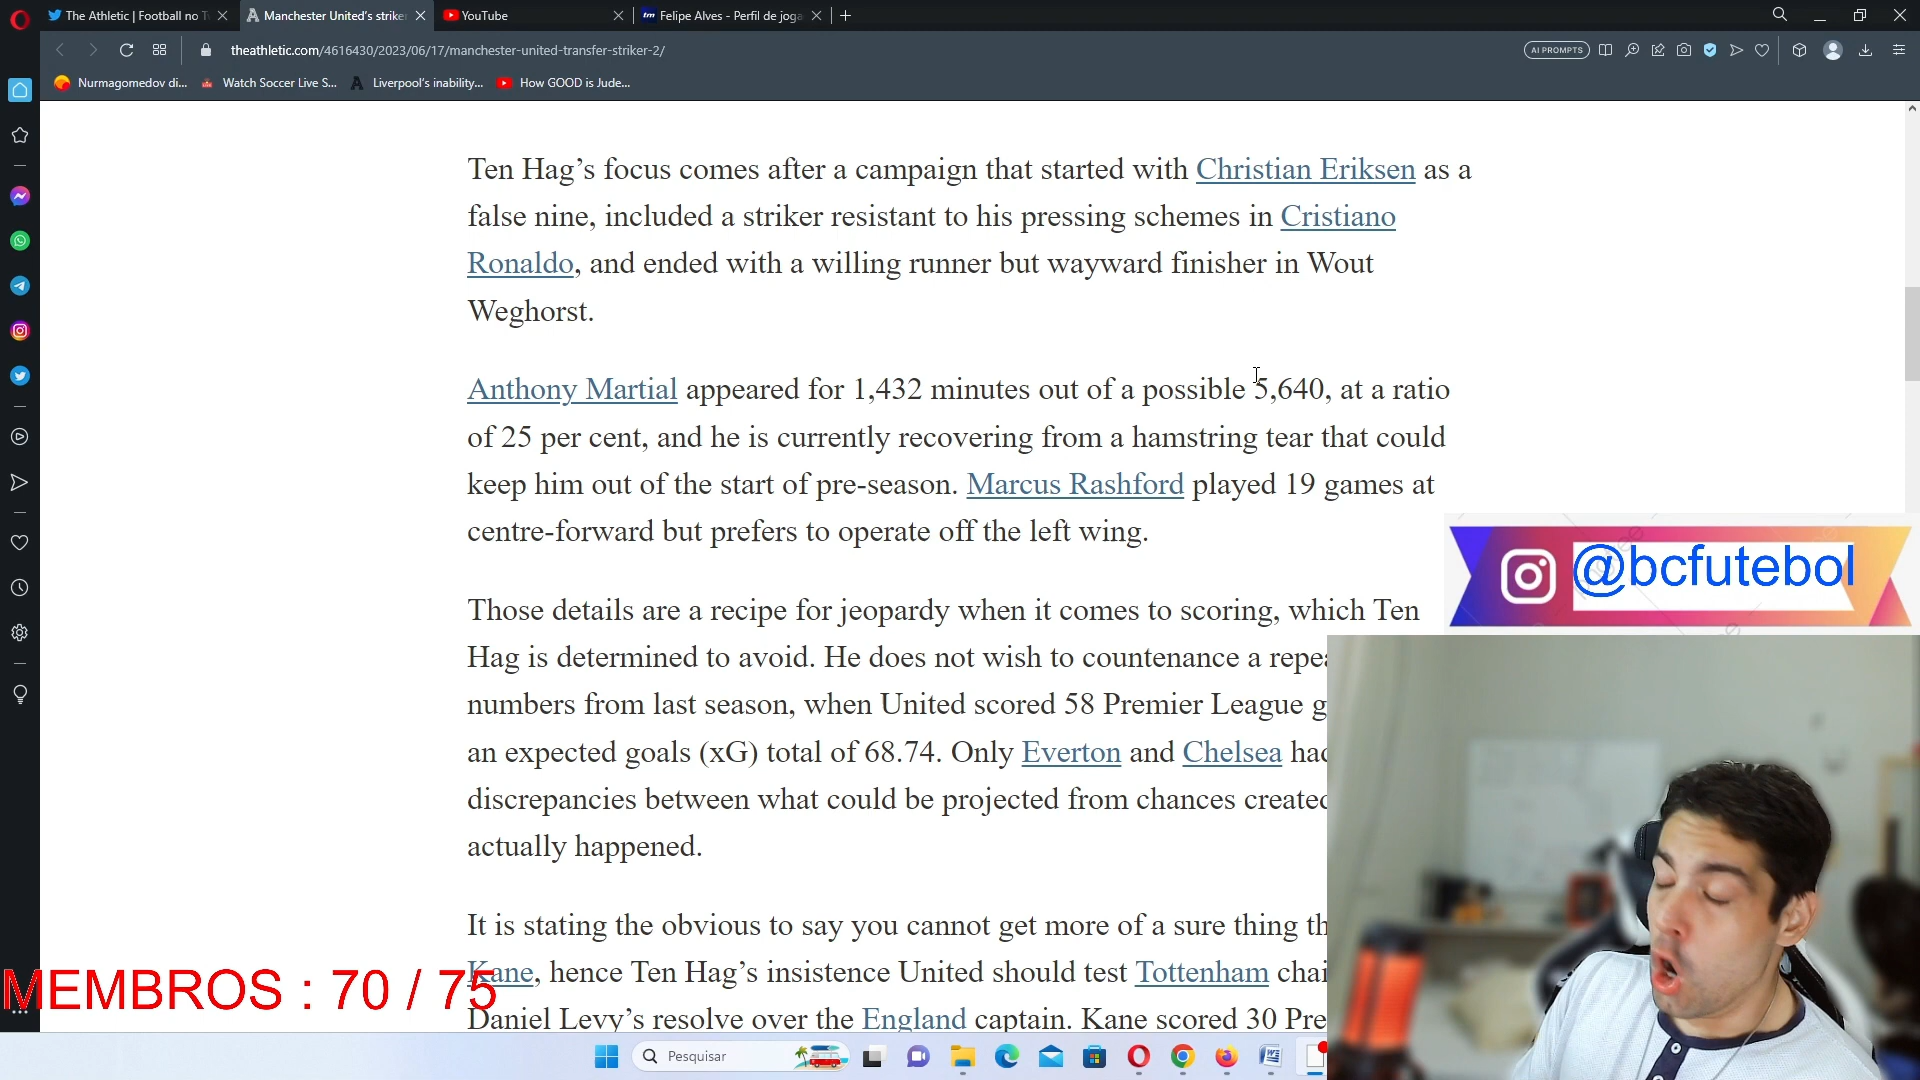 The Athletic | Football no T
Manchester United's strike
YouTube
tm Felipe Alves - Perfil de joga
theathletic.com/4616430/2023/06/17/manchester-united-transfer-striker-2/
AI PROMPTS
Nurmagomedov di...
Watch Soccer Live S...
Liverpool's inability...
How GOOD is Jude...
Ten Hag’s focus comes after a campaign that started with Christian Eriksen as a
false nine, included a striker resistant to his pressing schemes in Cristiano
Ronaldo, and ended with a willing runner but wayward finisher in Wout
Weghorst.
Anthony Martial appeared for 1,432 minutes out of a possible 5,640, at a ratio
of 25 per cent, and he is currently recovering from a hamstring tear that could
keep him out of the start of pre-season. Marcus Rashford played 19 games at
centre-forward but prefers to operate off the left wing.
Those details are a recipe for jeopardy when it comes to scoring, which Ten
Hag is determined to avoid. He does not wish to countenance a repea
numbers from last season, when United scored 58 Premier League g
an expected goals (xG) total of 68.74. Only Everton and Chelsea had
discrepancies between what could be projected from chances created
actually happened.
It is stating the obvious to say you cannot get more of a sure thing th
Kane, hence Ten Hag’s insistence United should test Tottenham chai
Daniel Levy’s resolve over the England captain. Kane scored 30 Pre
@bcfutebol
MEMBROS : 70 / 75
Pesquisar